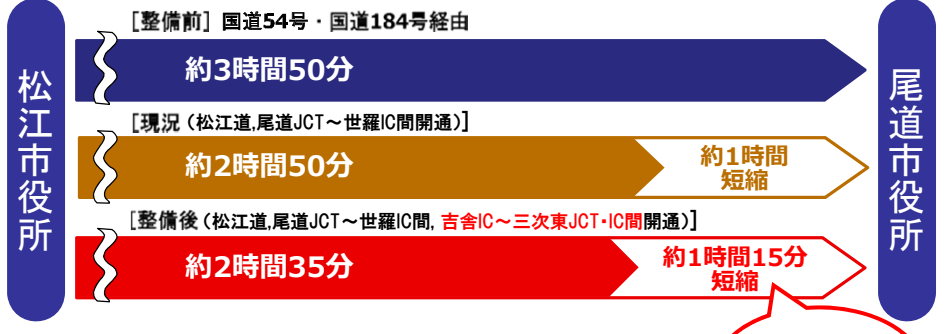 松江市役所
[整備前] 国道54号・国道184号経由
約3時間50分
[現況（松江道,尾道JCT～世羅IC間開通）]
約2時間50分
約1時間
短縮
[整備後（松江道,尾道JCT～世羅IC間, 吉舎IC～三次東JCT・IC間開通）]
約2時間35分
約1時間15分
短縮
尾道市役所